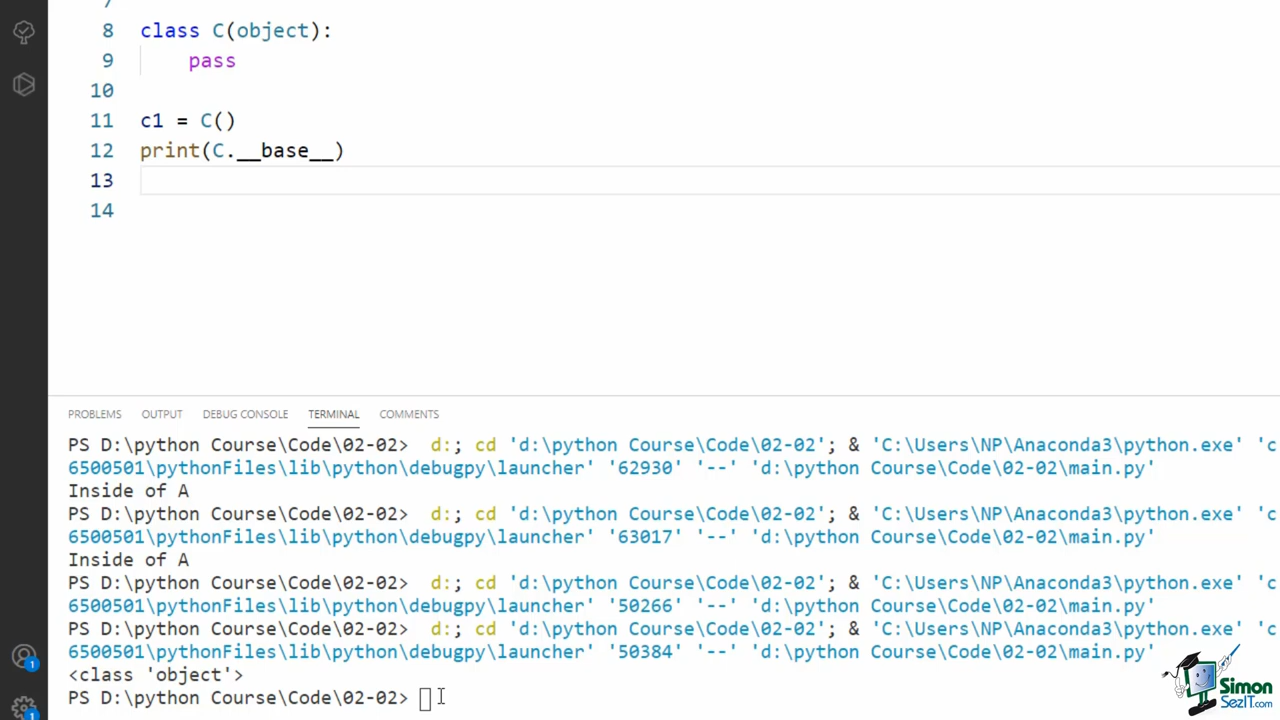 7
8 class C(object):
9 pass
10
11 c1 = C()
12 print(C.__base__)
13
14
PROBLEMS OUTPUT DEBUG CONSOLE TERMINAL COMMENTS
PS D:\python Course\Code\02-02> d:; cd 'd:\python Course\Code\02-02'; & 'C:\Users\NP\Anaconda3\python.exe' 'c
6500501\pythonFiles\lib\python\debugpy\launcher' '62930' '--' 'd:\python Course\Code\02-02\main.py'
Inside of A
PS D:\python Course\Code\02-02> d:; cd 'd:\python Course\Code\02-02'; & 'C:\Users\NP\Anaconda3\python.exe' 'c
6500501\pythonFiles\lib\python\debugpy\launcher' '63017' '--' 'd:\python Course\Code\02-02\main.py'
Inside of A
PS D:\python Course\Code\02-02> d:; cd 'd:\python Course\Code\02-02'; & 'C:\Users\NP\Anaconda3\python.exe' 'c
6500501\pythonFiles\lib\python\debugpy\launcher' '50266' '--' 'd:\python Course\Code\02-02\main.py'
PS D:\python Course\Code\02-02> d:; cd 'd:\python Course\Code\02-02'; & 'C:\Users\NP\Anaconda3\python.exe' 'c
6500501\pythonFiles\lib\python\debugpy\launcher' '50384' '--' 'd:\python Course\Code\02-02\main.py'
<class 'object'>
PS D:\python Course\Code\02-02>
1
1
Simon
SezIT.com